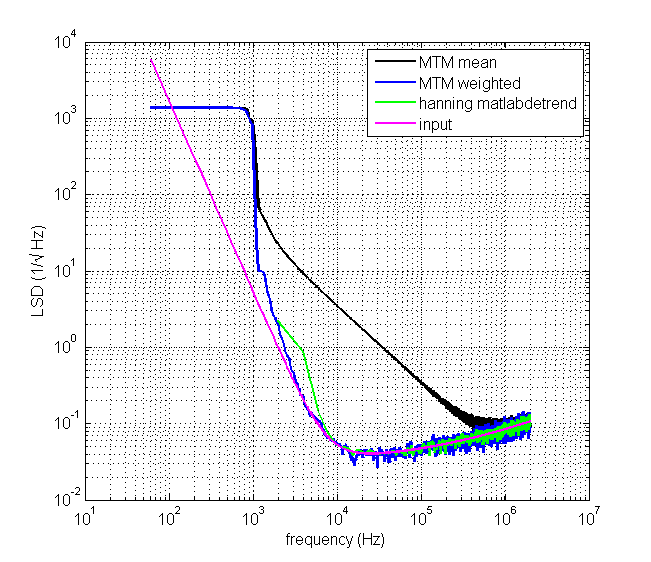 10^4
10^3
10^2
10^1
10^0
10^-1
10^-2
LSD (1/√Hz)
MTM mean
MTM weighted
hanning matlabdetrend
input
10^1 10^2 10^3 10^4 10^5 10^6 10^7
frequency (Hz)